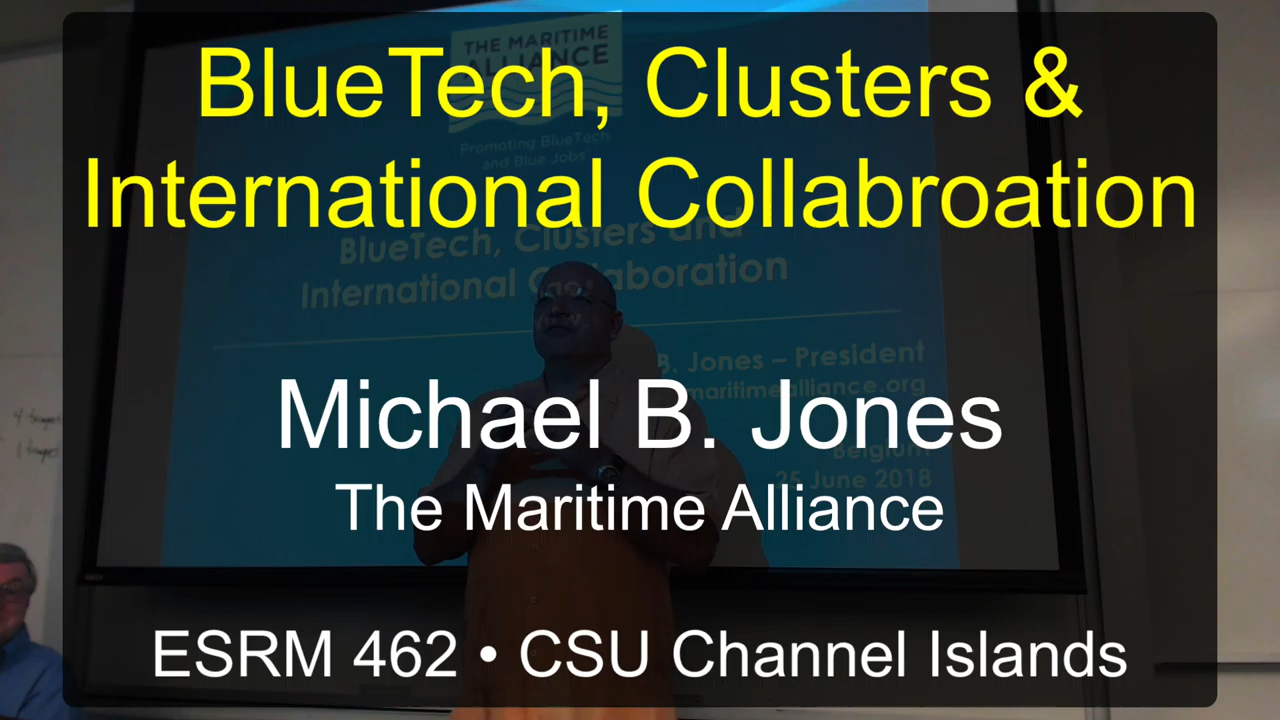 BlueTech, Clusters &
International Collabroation
Michael B. Jones
The Maritime Alliance
ESRM 462 • CSU Channel Islands
THE MARITIME
ALLIANCE
Promoting BlueTech
and Blue Jobs
BlueTech, Clusters and
International Collaboration
B. Jones – President
maritimealliance.org
Belgium
25 June 2018